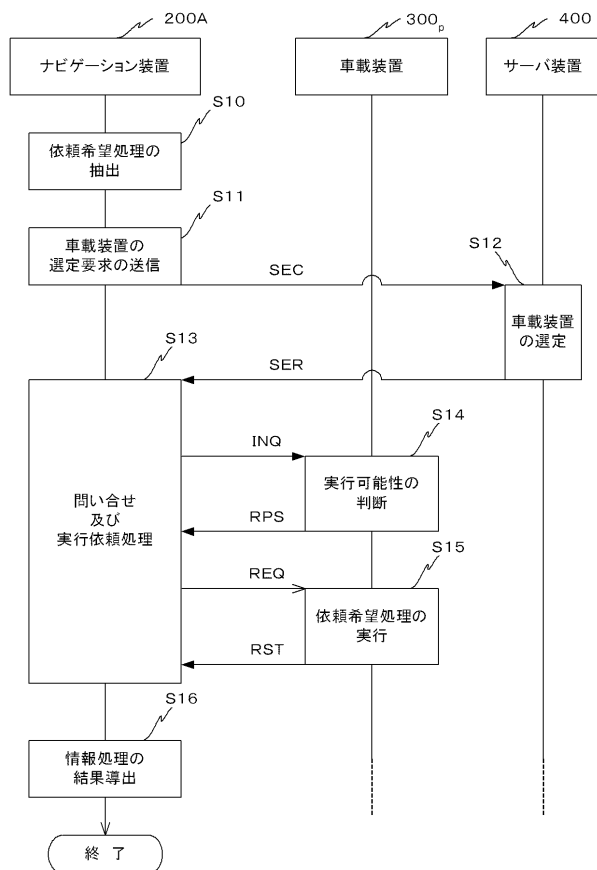 200A
300p
400
ナビゲーション装置
車載装置
サーバ装置
S10
依頼希望処理の
抽出
S11
車載装置の
選定要求の送信
SEC
S12
車載装置
の選定
S13
SER
問い合せ
及び
実行依頼処理
INQ
S14
実行可能性の
判断
RPS
REQ
S15
依頼希望処理の
実行
RST
S16
情報処理の
結果導出
終 了